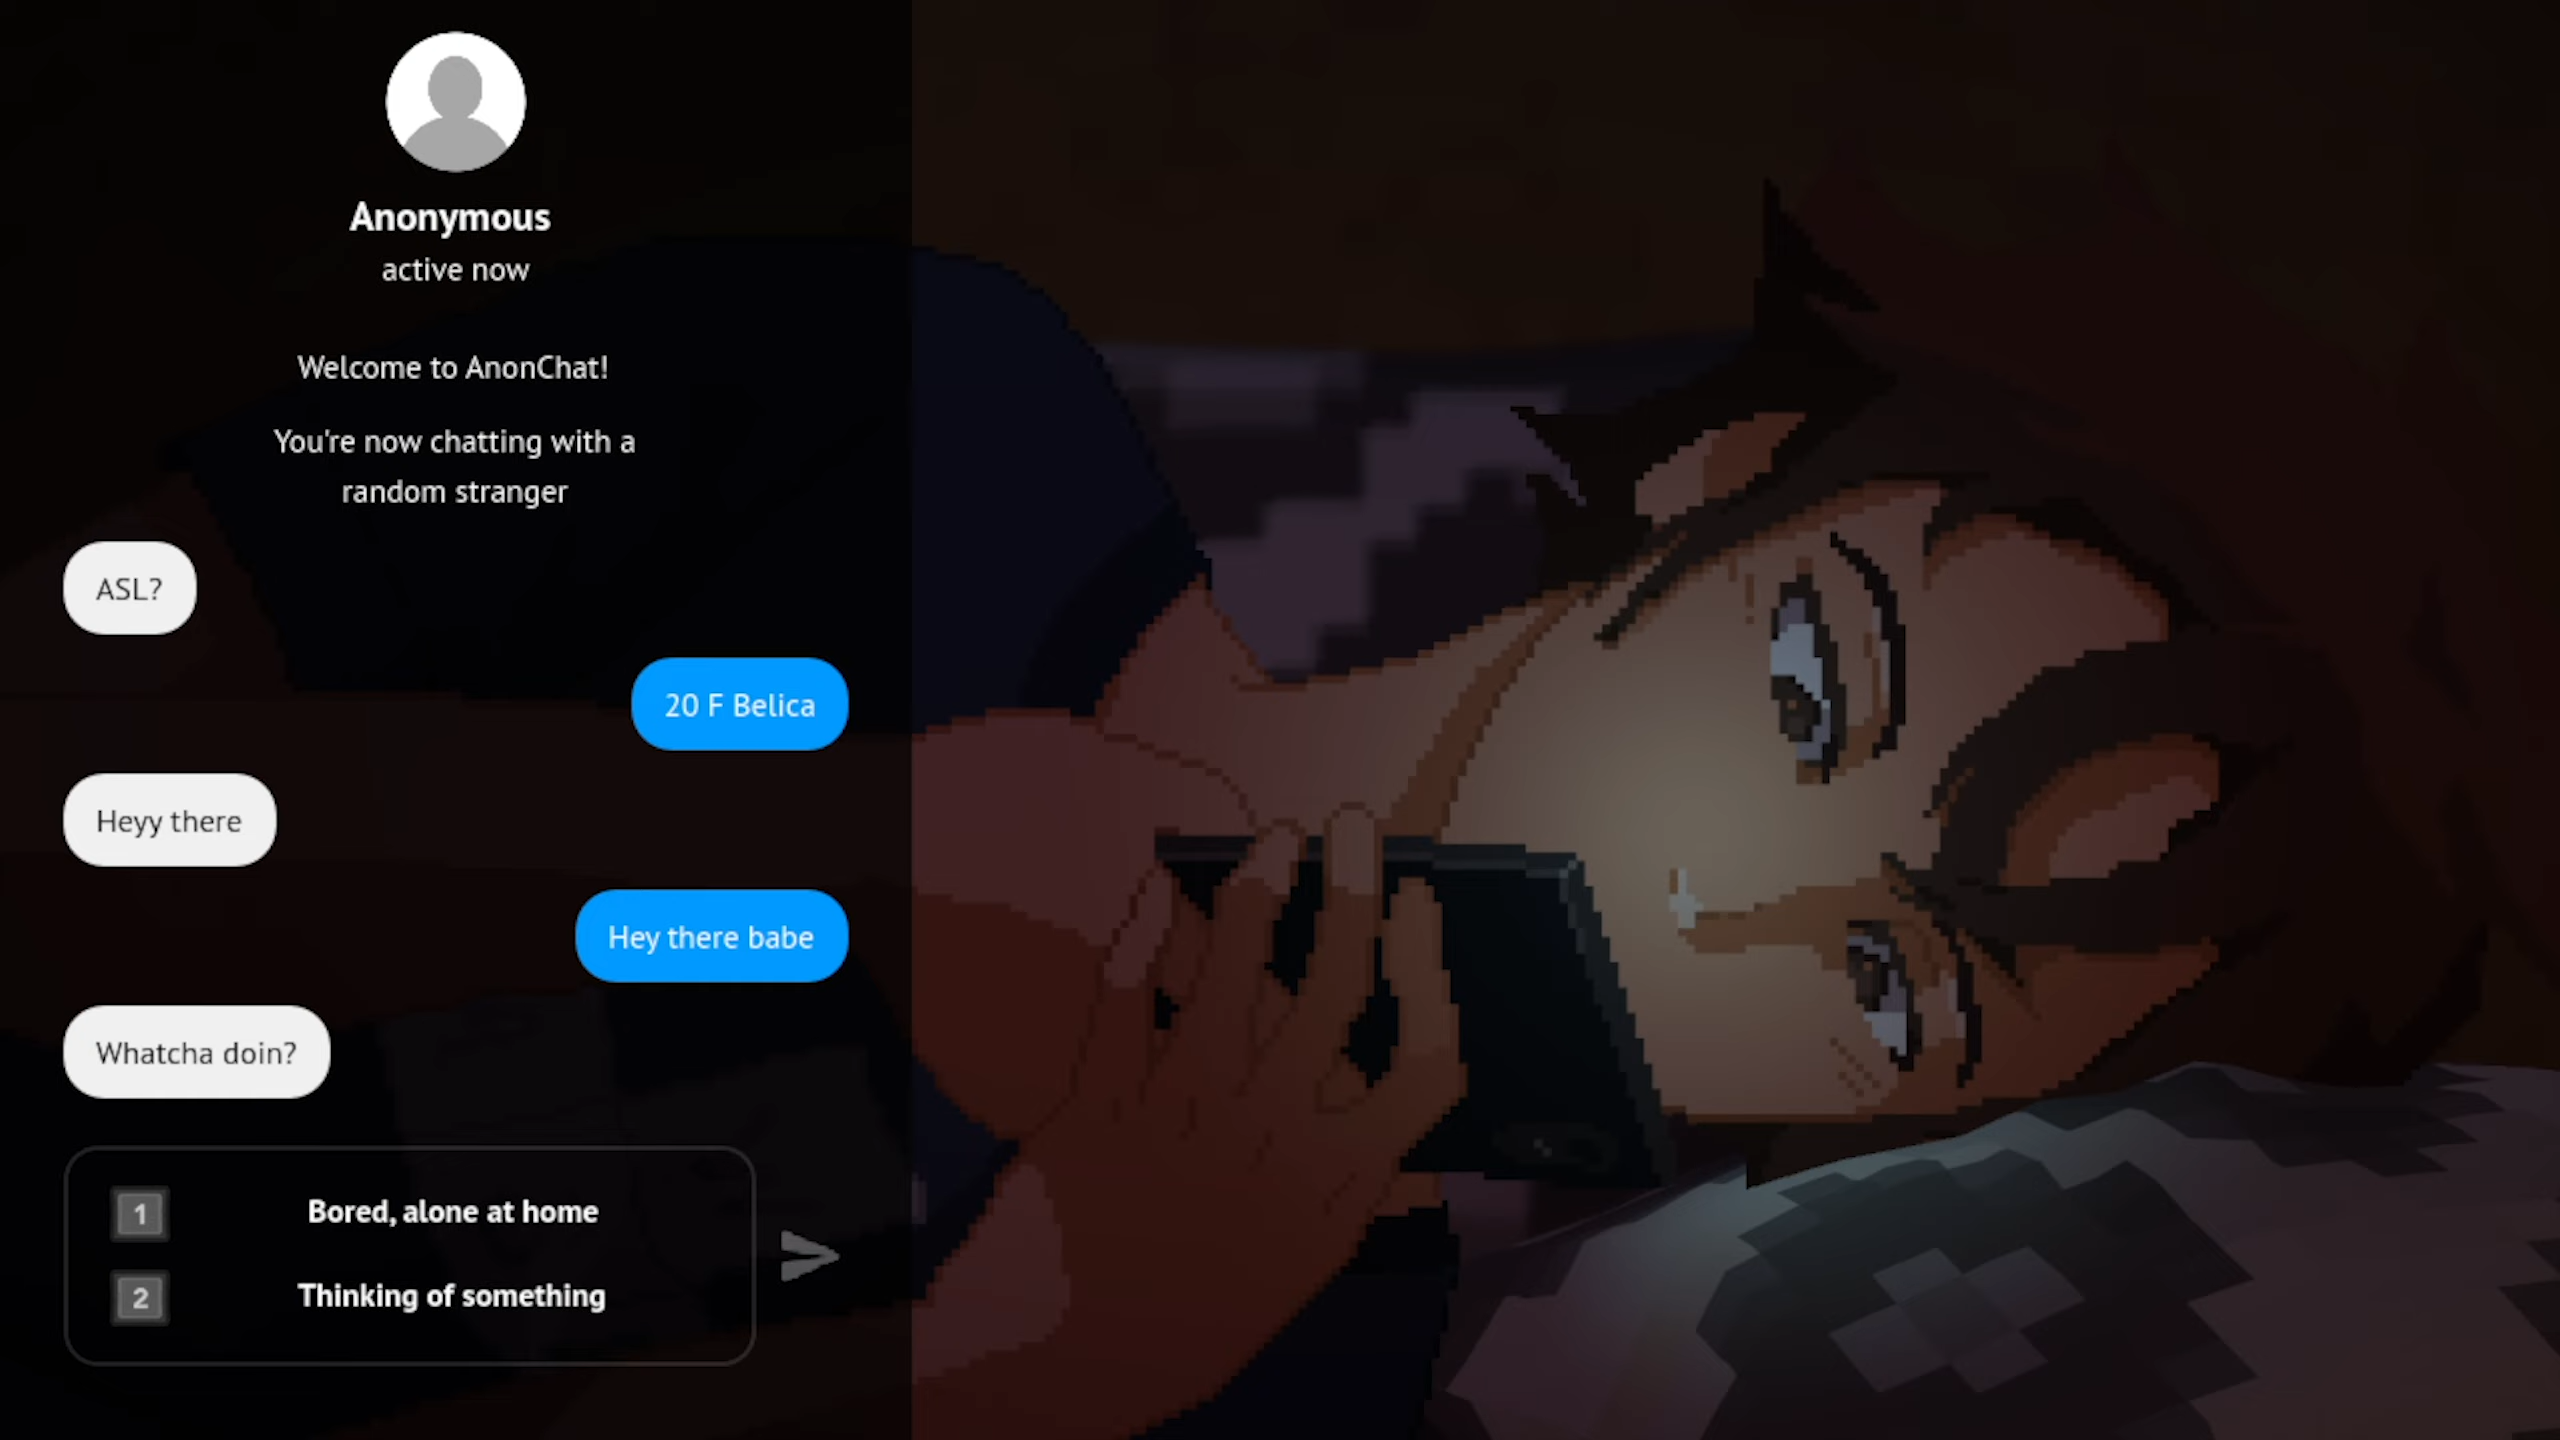 Anonymous
active now
Welcome to AnonChat!
You're now chatting with a
random stranger
ASL?
20 F Belica
Heyy there
Hey there babe
Whatcha doin?
1 Bored, alone at home
2 Thinking of something